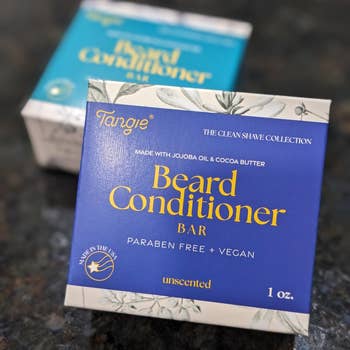 Beard
Conditioner
BAR
Tangie®
THE CLEAN SHAVE COLLECTION
MADE WITH JOJOBA OIL & COCOA BUTTER
Beard
Conditioner
BAR
PARABEN FREE + VEGAN
MADE IN THE USA
unscented
1 oz.